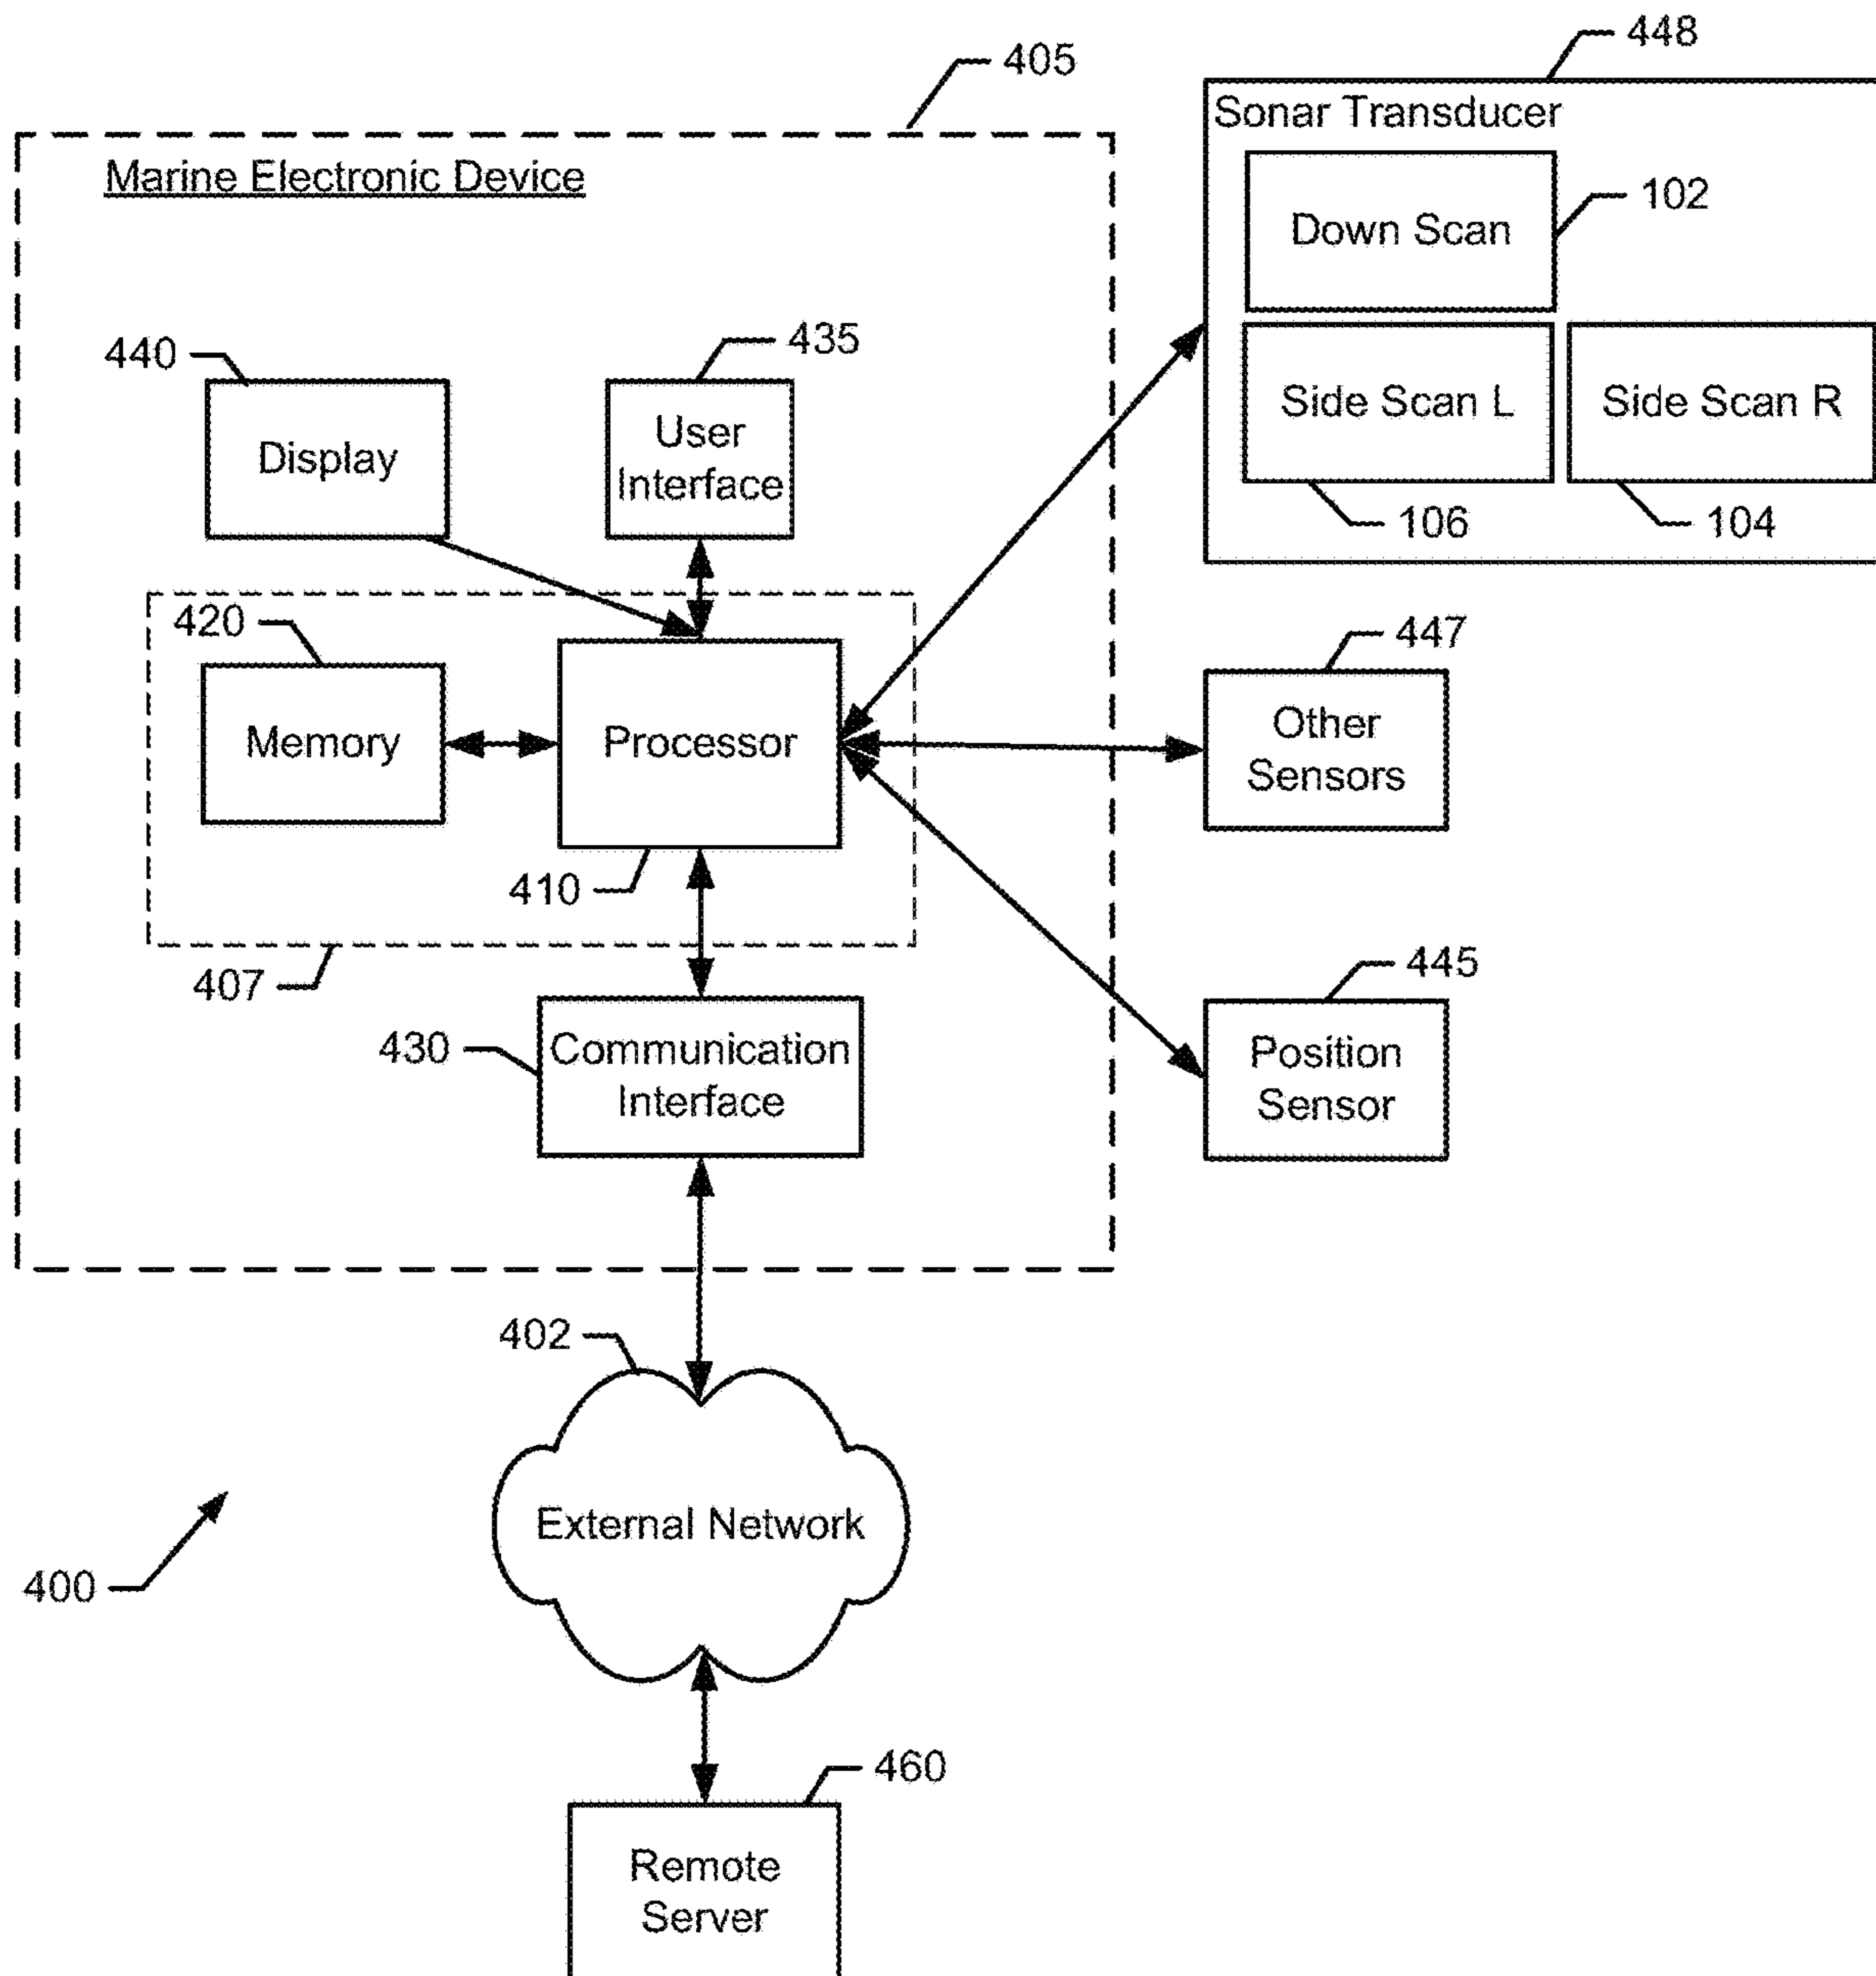 448
405
Sonar Transducer
Marine Electronic Device
102
Down Scan
440
435
Side Scan L
Side Scan R
User
Interface
Display
106
104
420
447
Memory
Processor
Other
Sensors
410
407
445
430
Communication
Interface
Position
Sensor
402
External Network
400
460
Remote
Server